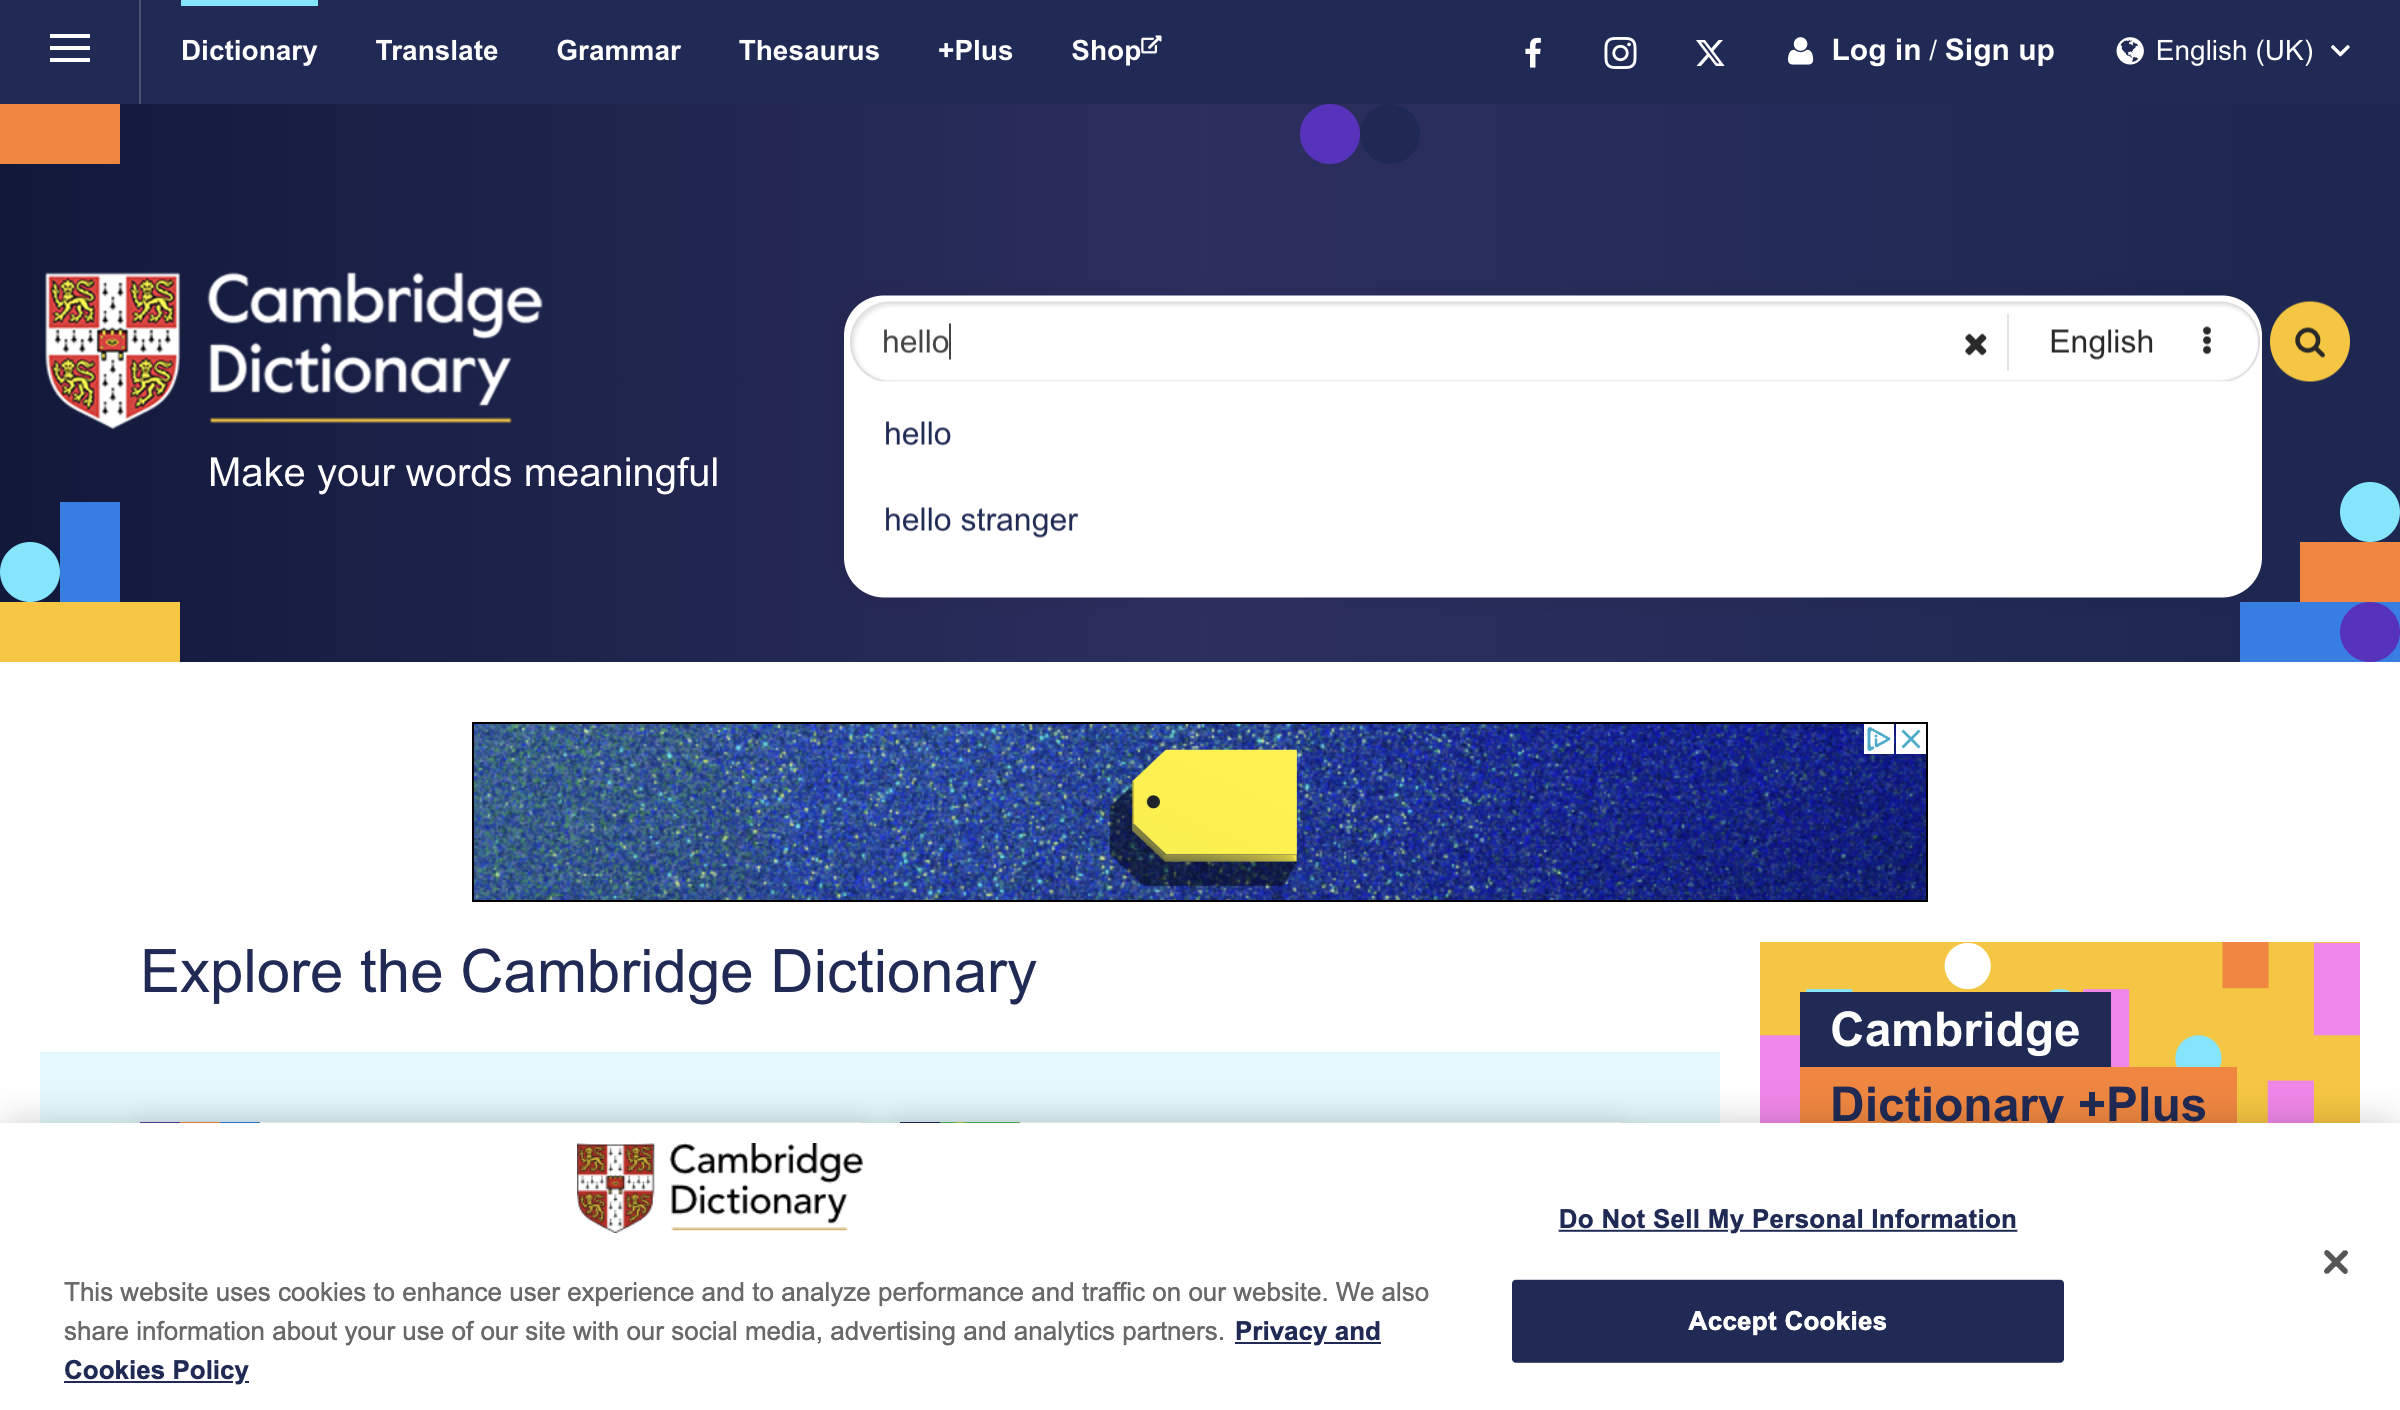 Dictionary Translate Grammar Thesaurus +Plus Shop
Log in / Sign up
English (UK)
Cambridge
Dictionary
Make your words meaningful
hello
English
hello
hello stranger
Explore the Cambridge Dictionary
Cambridge
Dictionary +Plus
Cambridge
Dictionary
This website uses cookies to enhance user experience and to analyze performance and traffic on our website. We also
share information about your use of our site with our social media, advertising and analytics partners. Privacy and
Cookies Policy
Do Not Sell My Personal Information
Accept Cookies